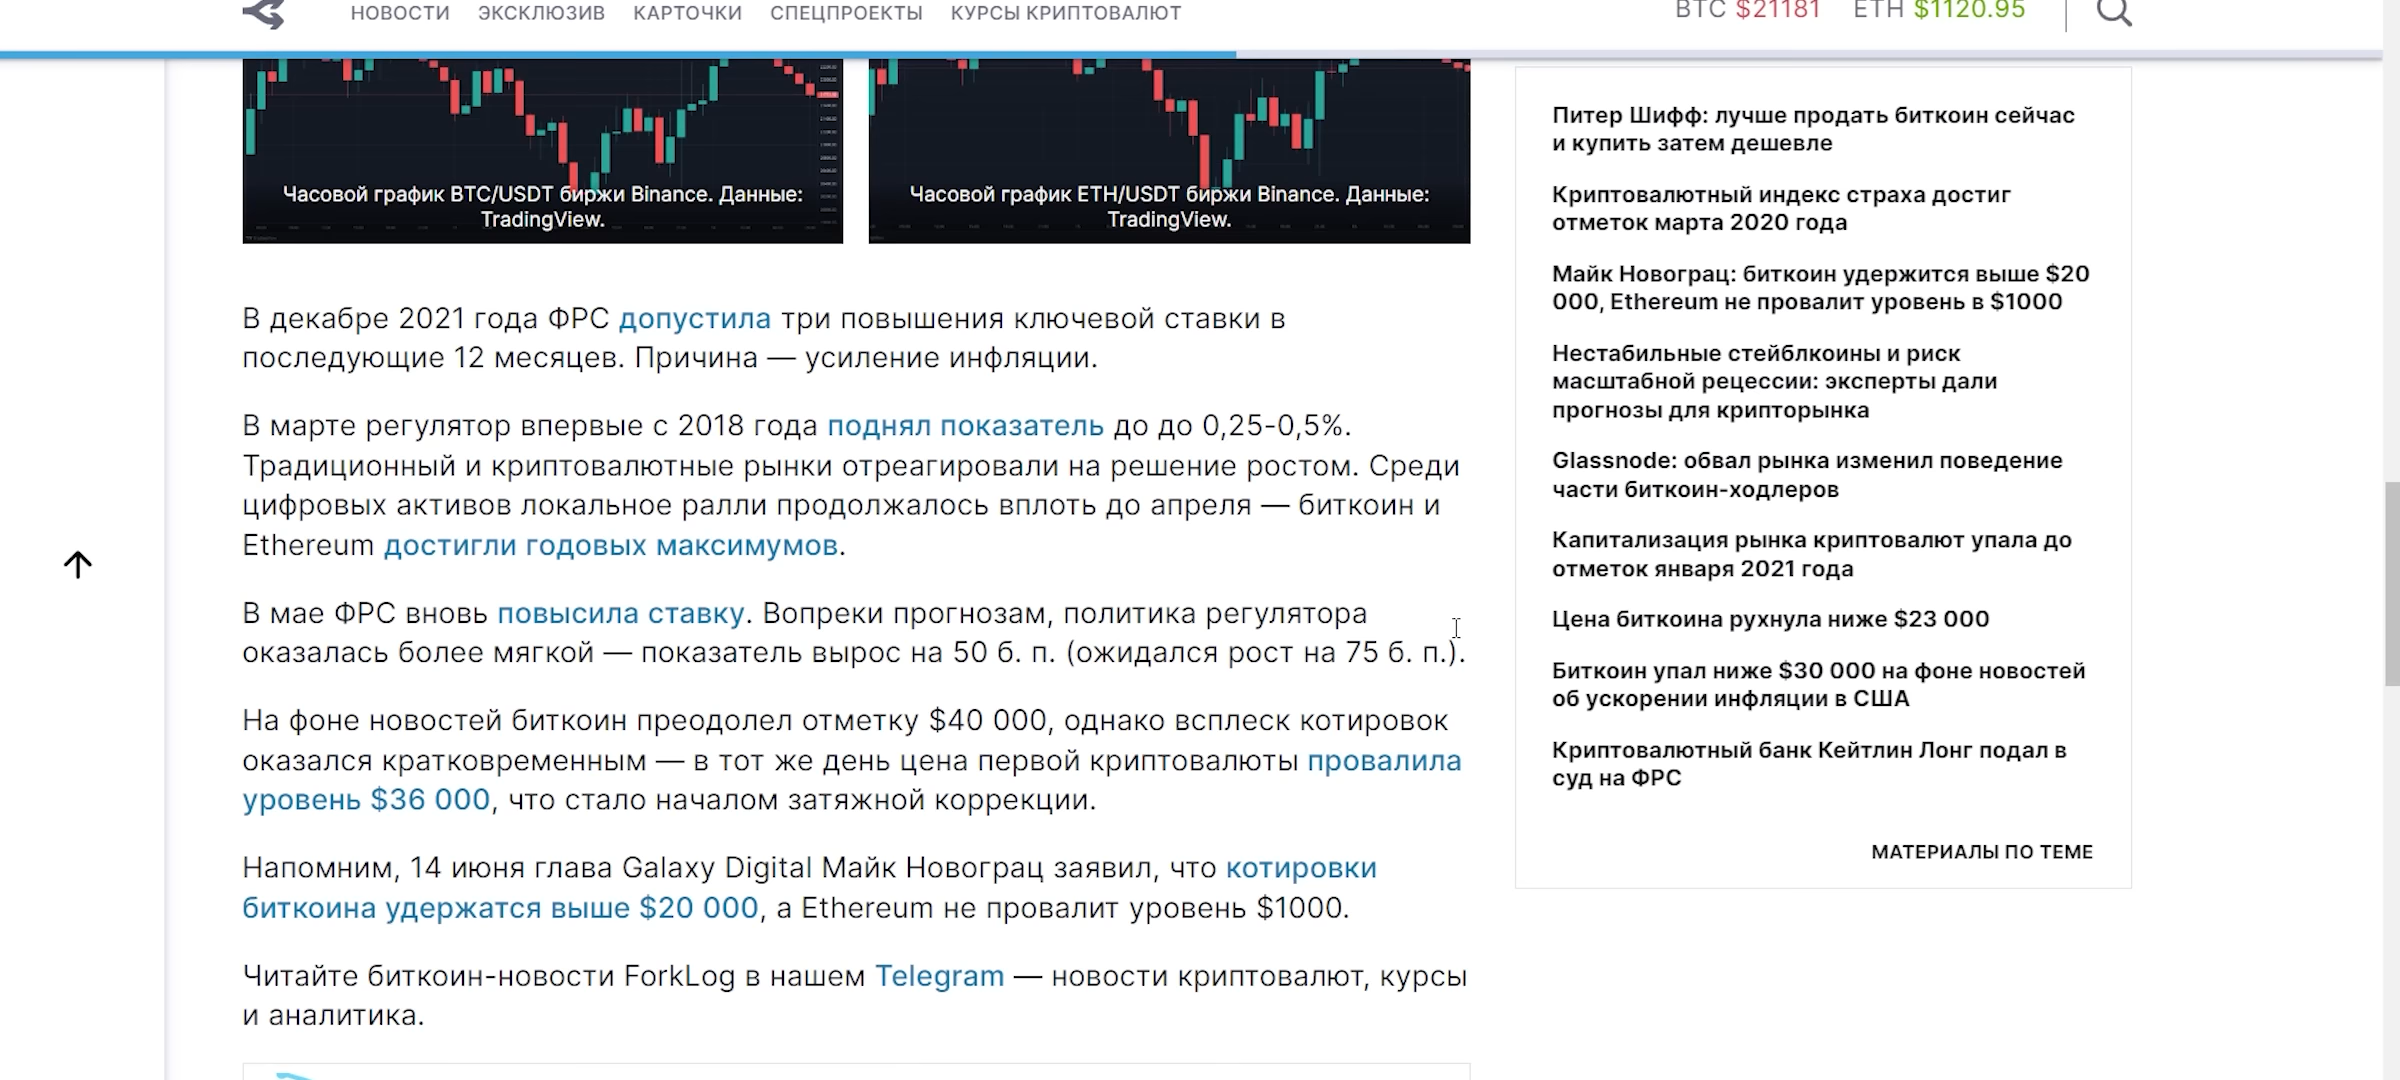 НОВОСТИ ЭКСКЛЮЗИВ КАРТОЧКИ СПЕЦПРОЕКТЫ КУРСЫ КРИПТОВАЛЮТ
BTC $21181 ETH $1120.95
Часовой график BTC/USDT биржи Binance. Данные:
TradingView.
Часовой график ETH/USDT биржи Binance. Данные:
TradingView.
В декабре 2021 года ФРС допустила три повышения ключевой ставки в
последующие 12 месяцев. Причина — усиление инфляции.
В марте регулятор впервые с 2018 года поднял показатель до до 0,25-0,5%.
Традиционный и криптовалютные рынки отреагировали на решение ростом. Среди
цифровых активов локальное ралли продолжалось вплоть до апреля — биткоин и
Ethereum достигли годовых максимумов.
В мае ФРС вновь повысила ставку. Вопреки прогнозам, политика регулятора
оказалась более мягкой — показатель вырос на 50 б. п. (ожидался рост на 75 б. п.).
На фоне новостей биткоин преодолел отметку $40 000, однако всплеск котировок
оказался кратковременным — в тот же день цена первой криптовалюты провалила
уровень $36 000, что стало началом затяжной коррекции.
Напомним, 14 июня глава Galaxy Digital Майк Новограц заявил, что котировки
биткоина удержатся выше $20 000, а Ethereum не провалит уровень $1000.
Читайте биткоин-новости ForkLog в нашем Telegram — новости криптовалют, курсы
и аналитика.
Питер Шифф: лучше продать биткоин сейчас
и купить затем дешевле
Криптовалютный индекс страха достиг
отметок марта 2020 года
Майк Новограц: биткоин удержится выше $20
000, Ethereum не провалит уровень в $1000
Нестабильные стейблкоины и риск
масштабной рецессии: эксперты дали
прогнозы для крипторынка
Glassnode: обвал рынка изменил поведение
части биткоин-ходлеров
Капитализация рынка криптовалют упала до
отметок января 2021 года
Цена биткоина рухнула ниже $23 000
Биткоин упал ниже $30 000 на фоне новостей
об ускорении инфляции в США
Криптовалютный банк Кейтлин Лонг подал в
суд на ФРС
МАТЕРИАЛЫ ПО ТЕМЕ